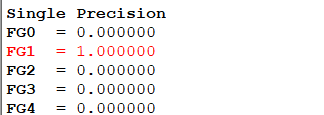 Single Precision
FG0  = 0.000000
FG1  = 1.000000
FG2  = 0.000000
FG3  = 0.000000
FG4  = 0.000000